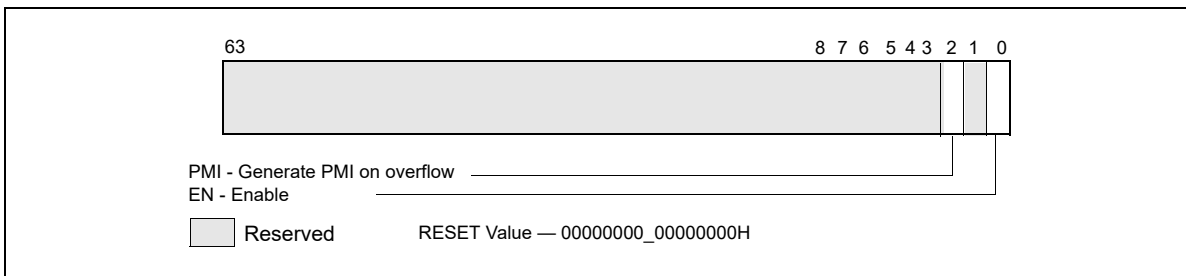 63 8 7 6 5 4 3 2 1 0
PMI - Generate PMI on overflow
EN - Enable
Reserved RESET Value — 00000000_00000000H